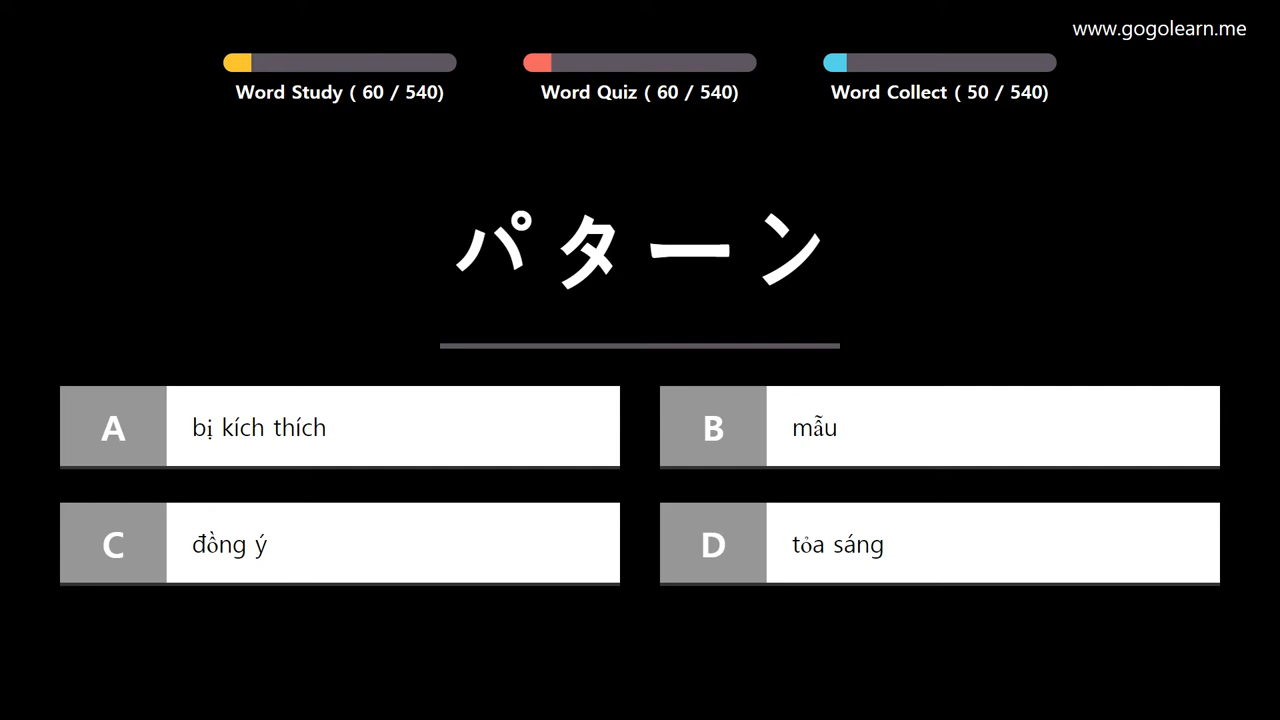 www.gogolearn.me
Word Study ( 60 / 540)
Word Quiz ( 60 / 540)
Word Collect ( 50 / 540)
パターン
A bị kích thích
B mẫu
C đồng ý
D tỏa sáng